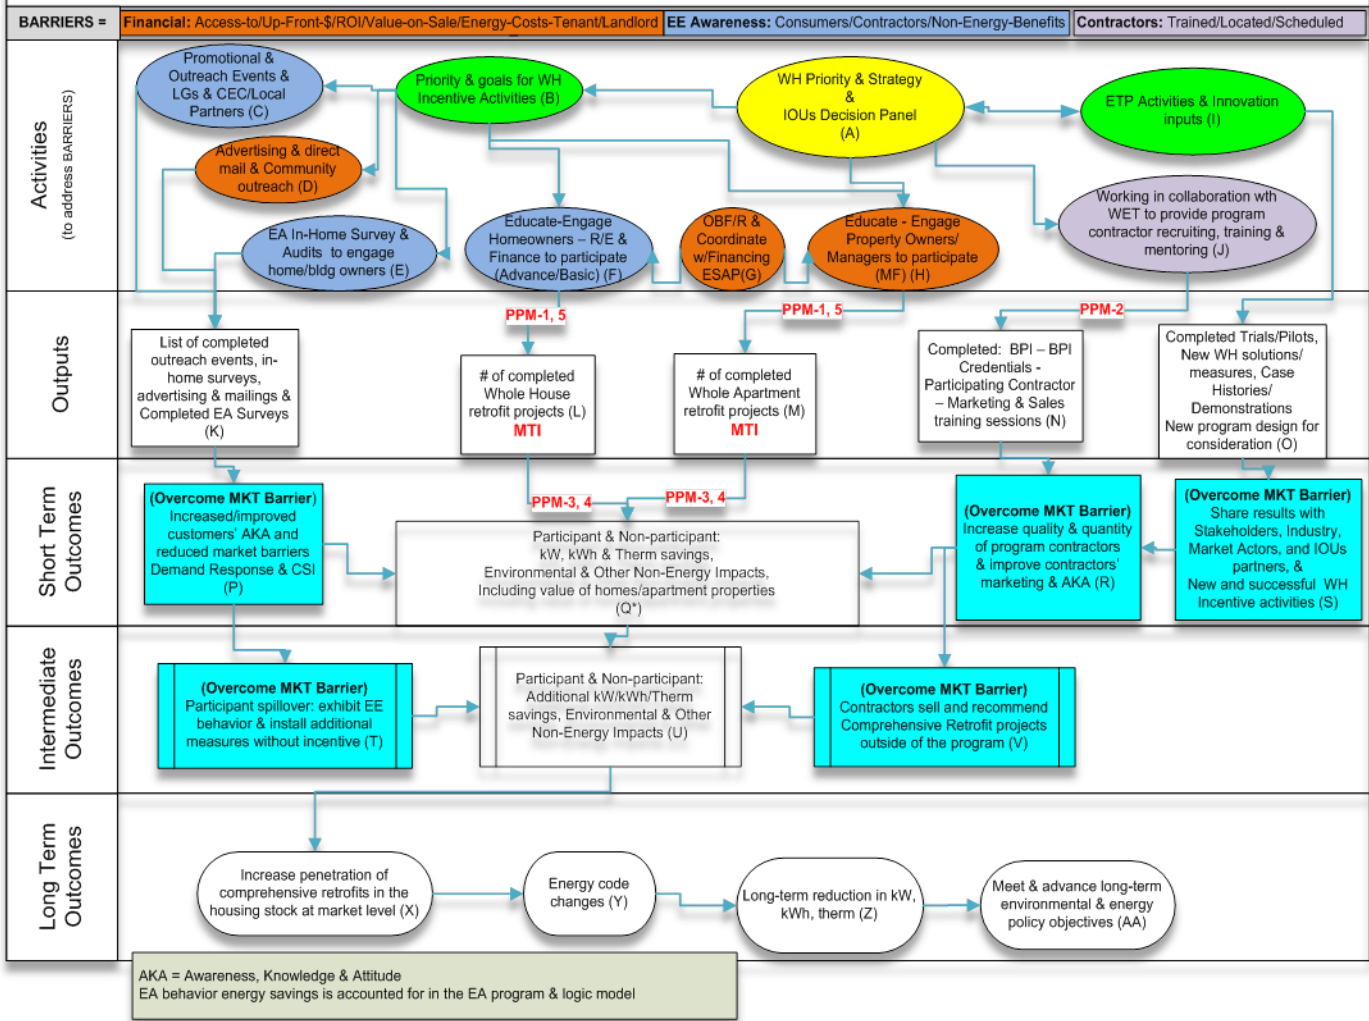 BARRIERS = Financial: Access-to/Up-Front-$/ROI/Value-on-Sale/Energy-Costs-Tenant/Landlord EE Awareness: Consumers/Contractors/Non-Energy-Benefits Contractors: Trained/Located/Scheduled
Activities
(to address BARRIERS)
Promotional &
Outreach Events &
LGs & CEC/Local
Partners (C)
Priority & goals for WH
Incentive Activities (B)
WH Priority & Strategy
&
IOUs Decision Panel
(A)
ETP Activities & Innovation
inputs (I)
Advertising & direct
mail & Community
outreach (D)
EA In-Home Survey &
Audits to engage
home/bldg owners (E)
Educate-Engage
Homeowners – R/E &
Finance to participate
(Advance/Basic) (F)
OBF/R &
Coordinate
w/Financing
ESAP(G)
Educate - Engage
Property Owners/
Managers to participate
(MF) (H)
Working in collaboration wth
WET to provide program
contractor recruiting, training &
mentoring (J)
PPM-1, 5
PPM-1, 5
PPM-2
Outputs
List of completed
outreach events, in-
home surveys,
advertising & mailings &
Completed EA Surveys
(K)
# of completed
Whole House
retrofit projects (L)
MTI
# of completed
Whole Apartment
retrofit projects (M)
MTI
Completed: BPI – BPI
Credentials -
Participating Contractor
– Marketing & Sales
training sessions (N)
Completed Trials/Pilots,
New WH solutions/
measures, Case
Histories/
Demonstrations
New program design for
consideration (O)
PPM-3, 4
PPM-3, 4
Short Term
Outcomes
(Overcome MKT Barrier)
Increased/improved
customers' AKA and
reduced market barriers
Demand Response & CSI
(P)
Participant & Non-participant:
kW, kWh & Therm savings,
Environmental & Other Non-Energy Impacts,
Including value of homes/apartment properties
(Q*)
(Overcome MKT Barrier)
Increase quality & quantity
of program contractors
& improve contractors'
marketing & AKA (R)
(Overcome MKT Barrier)
Share results with
Stakeholders, Industry,
Market Actors, and IOUs
partners, &
New and successful WH
Incentive activities (S)
Intermediate
Outcomes
(Overcome MKT Barrier)
Participant spillover: exhibit EE
behavior & install additional
measures without incentive (T)
Participant & Non-participant:
Additional kW/kWh/Therm
savings, Environmental & Other
Non-Energy Impacts (U)
(Overcome MKT Barrier)
Contractors sell and recommend
Comprehensive Retrofit projects
outside of the program (V)
Long Term
Outcomes
Increase penetration of
comprehensive retrofits in the
housing stock at market level (X)
Energy code
changes (Y)
Long-term reduction in kW,
kWh, therm (Z)
Meet & advance long-term
environmental & energy
policy objectives (AA)
AKA = Awareness, Knowledge & Attitude
EA behavior energy savings is accounted for in the EA program & logic model